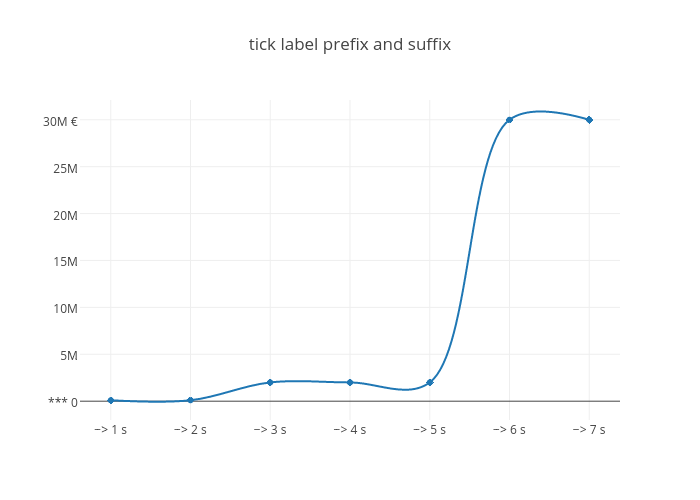 tick label prefix and suffix
30M €
25M
20M
15M
10M
5M
*** 0
−> 1 s
−> 2 s
−> 3 s
−> 4 s
−> 5 s
−> 6 s
−> 7 s